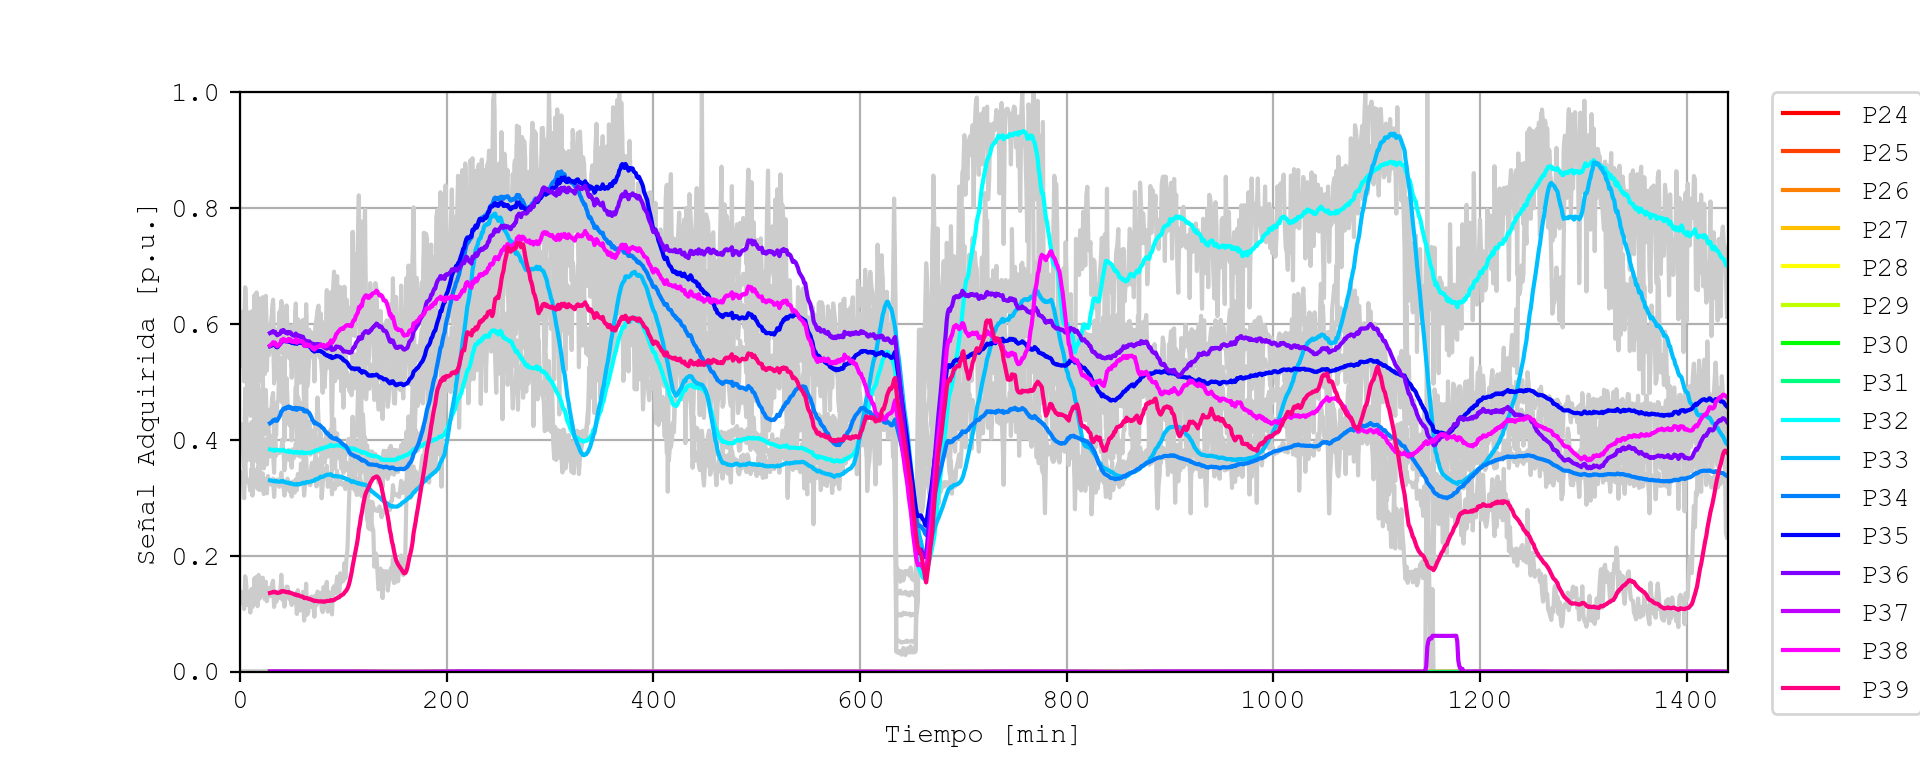 Señal Adquirida [p.u.]
1.0
0.8
0.6
0.4
0.2
0.0
0 200 400 600 800 1000 1200 1400
Tiempo [min]
P24
P25
P26
P27
P28
P29
P30
P31
P32
P33
P34
P35
P36
P37
P38
P39